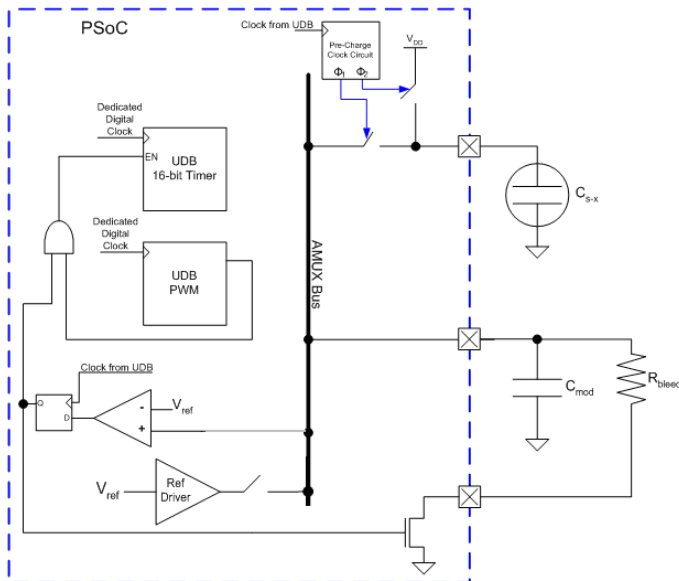 PSoC
Clock from UDB
Pre-Charge
Clock Circuit
Φ1 Φ2
VDD
Dedicated
Digital
Clock
EN
UDB
16-bit Timer
Cs-x
Dedicated
Digital
Clock
UDB
PWM
AMUX Bus
Clock from UDB
Q
D
-
+
Vref
Cmod
Rbleed
Vref
Ref
Driver